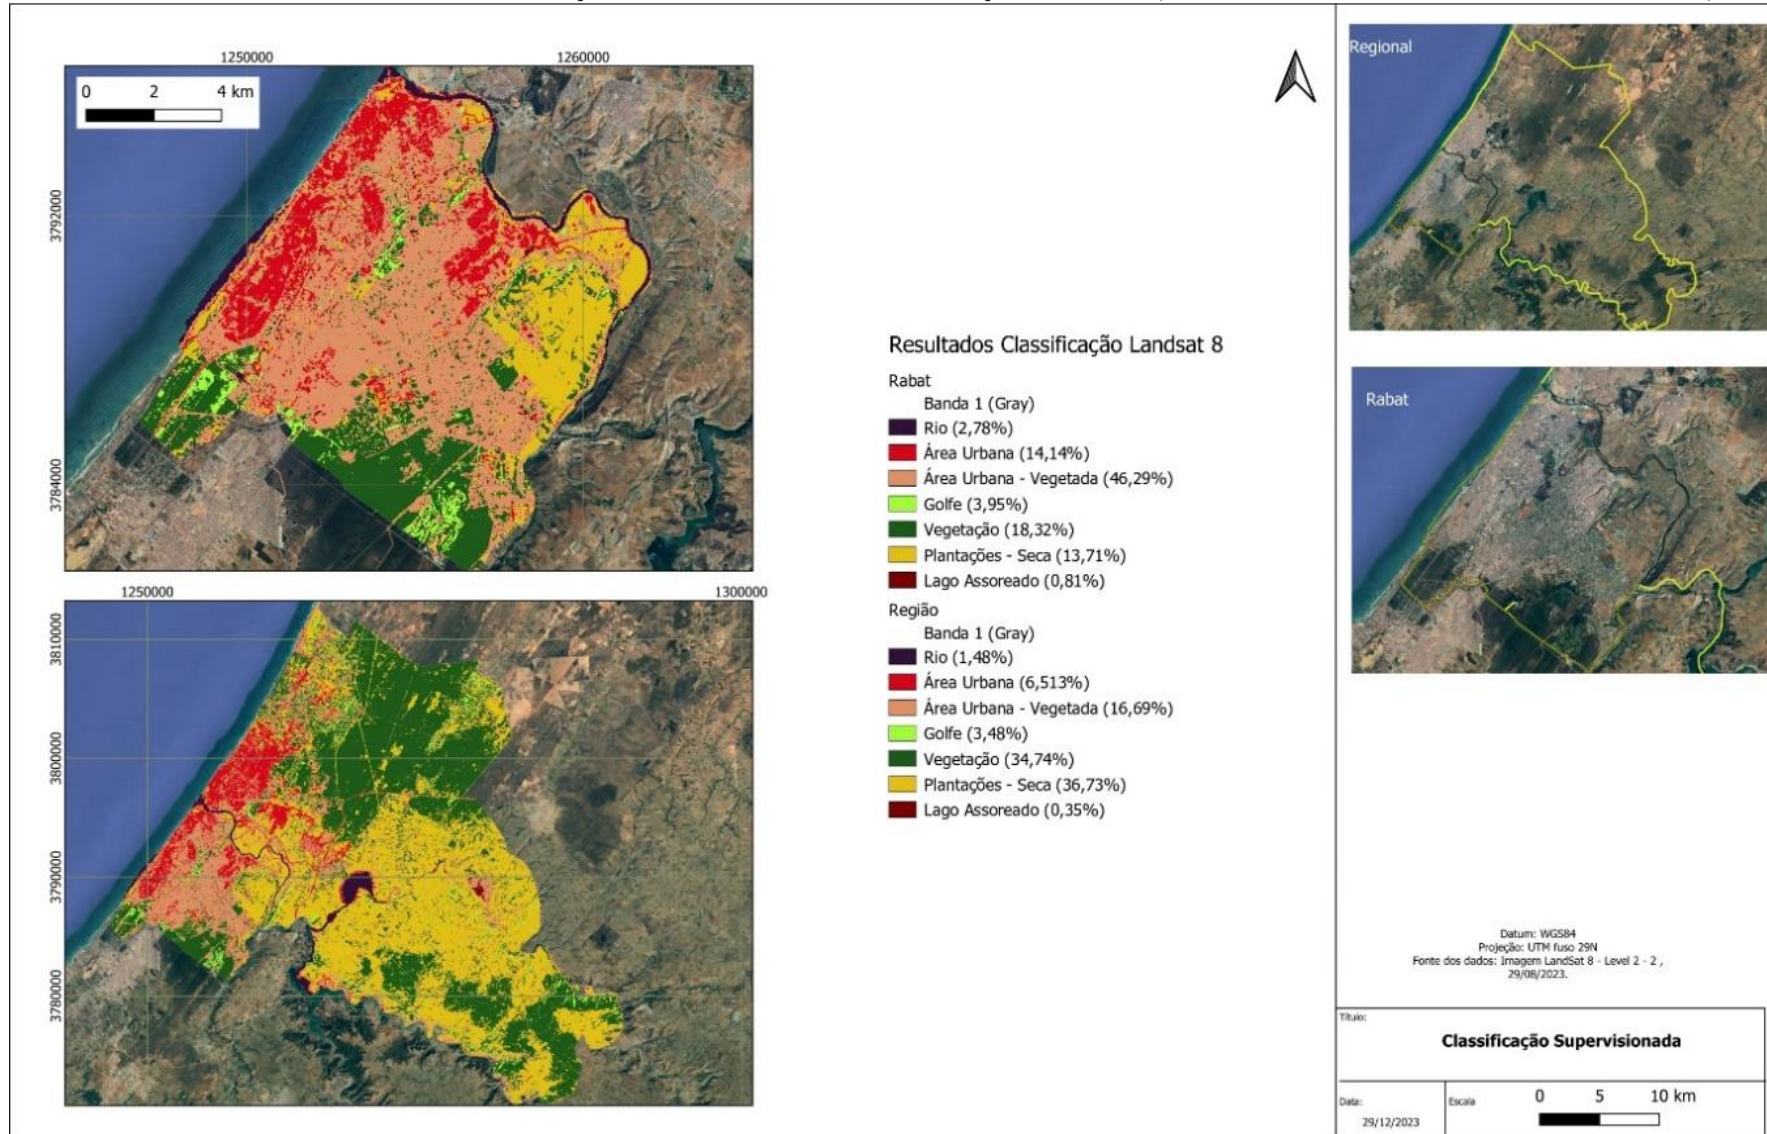 1250000
1260000
0 2 4 km
3792000
3784000
1250000
1300000
3810000
3800000
3790000
3780000
Resultados Classificação Landsat 8
Rabat
Banda 1 (Gray)
Rio (2,78%)
Área Urbana (14,14%)
Área Urbana - Vegetada (46,29%)
Golfe (3,95%)
Vegetação (18,32%)
Plantações - Seca (13,71%)
Lago Assoreado (0,81%)
Região
Banda 1 (Gray)
Rio (1,48%)
Área Urbana (6,513%)
Área Urbana - Vegetada (16,69%)
Golfe (3,48%)
Vegetação (34,74%)
Plantações - Seca (36,73%)
Lago Assoreado (0,35%)
Regional
Rabat
Datum: WGS84
Projeção: UTM fuso 29N
Fonte dos dados: Imagem LandSat 8 - Level 2 - 2 ,
29/08/2023.
Título:
Classificação Supervisionada
Data:
29/12/2023
Escala
0 5 10 km